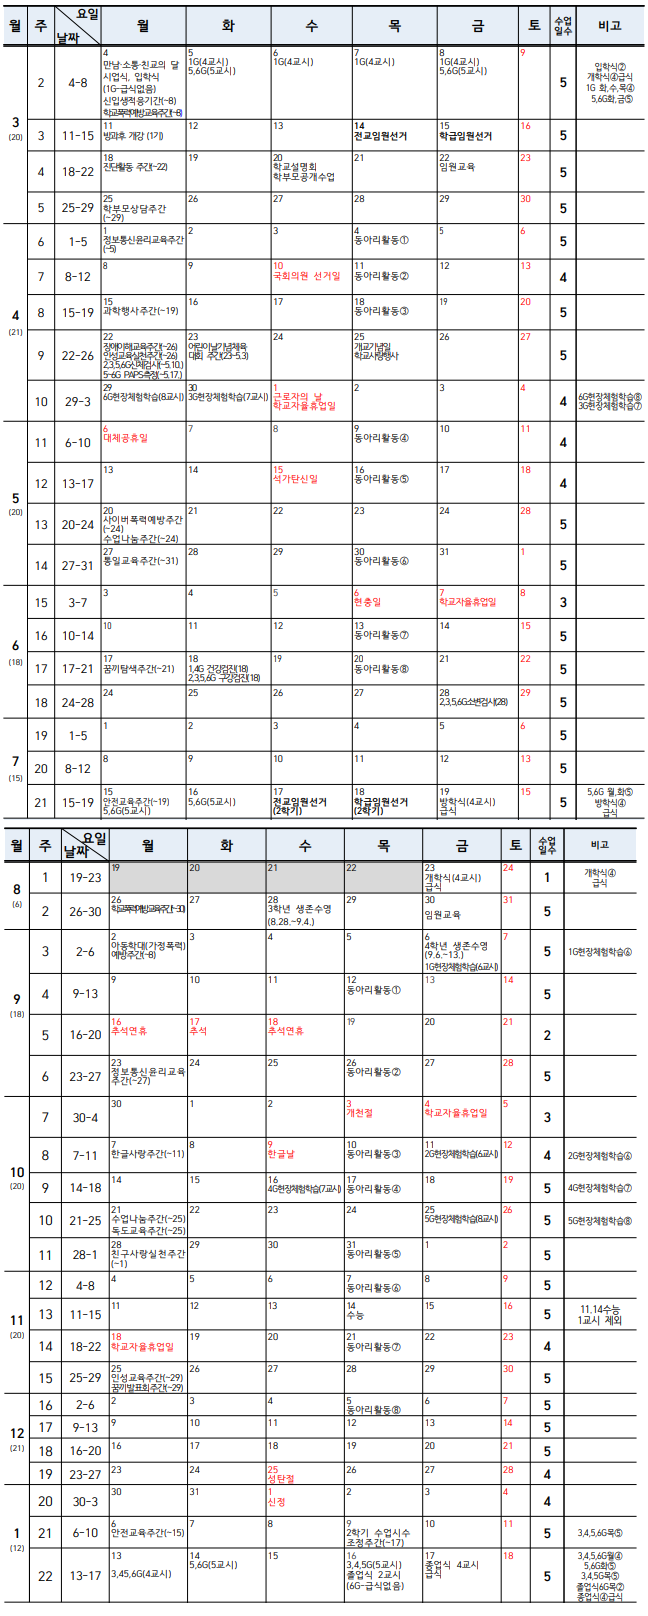 월 주 요일 날짜 월 화 수 목 금 토 수업일수 비고
3 (20)
2 4-8
4 만남·소통·친교의 달
시업식, 입학식
(1G-급식없음)
신입생적응기간(~8)
학교폭력예방교육주간(~8)
5 1G(4교시)
5,6G(5교시)
6 1G(4교시)
7 1G(4교시)
8 1G(4교시)
5,6G(5교시)
9
5
입학식②
개학식④급식
1G 화,수,목④
5,6G화,금⑤
3 11-15
11 방과후 개강 (1기)
12 13
14 전교임원선거
15 학급임원선거
16
5
4 18-22
18 진단활동 주간(~22)
19
20 학교설명회
학부모공개수업
21
22 임원교육
23
5
5 25-29
25 학부모상담주간
(~29)
26 27 28 29 30
5
4 (21)
6 1-5
1 정보통신윤리교육주간
(~5)
2 3
4 동아리활동①
5 6
5
7 8-12
8 9
10 국회의원 선거일
11 동아리활동②
12 13
4
8 15-19
15 과학행사주간(~19)
16 17
18 동아리활동③
19 20
5
9 22-26
22 장애이해교육주간(~26)
인성교육실천주간(~26)
2,3,5,6G신체검사(~5.10.)
5~6G PAPS측정(~5.17.)
23 어린이날기념체육
대회 주간(23~5.3)
24
25 개교기념일
학교사랑행사
26 27
5
10 29-3
29 6G현장체험학습(8교시)
30 3G현장체험학습(7교시)
1 근로자의 날
학교자율휴업일
2 3 4
4
6G현장체험학습⑧
3G현장체험학습⑦
5 (20)
11 6-10
6 대체공휴일
7 8
9 동아리활동④
10 11
4
12 13-17
13 14
15 석가탄신일
16 동아리활동⑤
17 18
4
13 20-24
20 사이버폭력예방주간
(~24)
수업나눔주간(~24)
21 22 23 24 28
5
14 27-31
27 통일교육주간(~31)
28 29
30 동아리활동⑥
31 1
5
6 (18)
15 3-7
3 4 5
6 현충일
7 학교자율휴업일
8
3
16 10-14
10 11 12
13 동아리활동⑦
14 15
5
17 17-21
17 꿈끼탐색주간(~21)
18 1,4G 건강검진(18)
2,3,5,6G 구강검진(18)
19
20 동아리활동⑧
21 22
5
18 24-28
24 25 26 27
28 2,3,5,6G소변검사(28)
29
5
7 (15)
19 1-5
1 2 3 4 5 6
5
20 8-12
8 9 10 11 12 13
5
21 15-19
15 안전교육주간(~19)
5,6G(5교시)
16 5,6G(5교시)
17 전교임원선거
(2학기)
18 학급임원선거
(2학기)
19 방학식(4교시)
급식
15
5
5,6G 월,화⑤
방학식④
급식
월 주 요일 날짜 월 화 수 목 금 토 수업일수 비고
8 (6)
1 19-23
19 20 21 22
23 개학식(4교시)
급식
24
1
개학식④
급식
2 26-30
26 학교폭력예방교육주간(~30)
27
28 3학년 생존수영
(8.28.~9.4.)
29
30 임원교육
31
5
9 (18)
3 2-6
2 아동학대(가정폭력)
예방주간(~8)
3 4 5
6 4학년 생존수영
(9.6.~13.)
1G현장체험학습(6교시)
7
5
1G현장체험학습⑥
4 9-13
9 10 11
12 동아리활동①
13 14
5
5 16-20
16 추석연휴
17 추석
18 추석연휴
19 20 21
2
6 23-27
23 정보통신윤리교육
주간(~27)
24 25
26 동아리활동②
27 28
5
10 (20)
7 30-4
30 1 2
3 개천절
4 학교자율휴업일
5
3
8 7-11
7 한글사랑주간(~11)
8
9 한글날
10 동아리활동③
11 2G현장체험학습(6교시)
12
4
2G현장체험학습⑥
9 14-18
14 15
16 4G현장체험학습(7교시)
17 동아리활동④
18 19
5
4G현장체험학습⑦
10 21-25
21 수업나눔주간(~25)
독도교육주간(~25)
22 23 24
25 5G현장체험학습(8교시)
26
5
5G현장체험학습⑧
11 28-1
28 친구사랑실천주간
(~1)
29 30
31 동아리활동⑤
1 2
5
11 (20)
12 4-8
4 5 6
7 동아리활동⑥
8 9
5
13 11-15
11 12 13
14 수능
15 16
5
11.14수능
1교시 제외
14 18-22
18 학교자율휴업일
19 20
21 동아리활동⑦
22 23
4
15 25-29
25 인성교육주간(~29)
꿈끼발표회주간(~29)
26 27 28 29 30
5
12 (21)
16 2-6
2 3 4
5 동아리활동⑧
6 7
5
17 9-13
9 10 11 12 13 14
5
18 16-20
16 17 18 19 20 21
5
19 23-27
23 24
25 성탄절
26 27 28
4
1 (12)
20 30-3
30 31
1 신정
2 3 4
4
21 6-10
6 안전교육주간(~15)
7 8
9 2학기 수업시수
조정주간(~17)
10 11
5
3,4,5,6G목⑤
22 13-17
13 3,45,6G(4교시)
14 5,6G(5교시)
15
16 3,4,5G(5교시)
졸업식 2교시
(6G-급식없음)
17 종업식 4교시
급식
18
5
3,4,5,6G월④
5,6G화⑤
3,4,5G목⑤
졸업식6G목②
종업식④급식